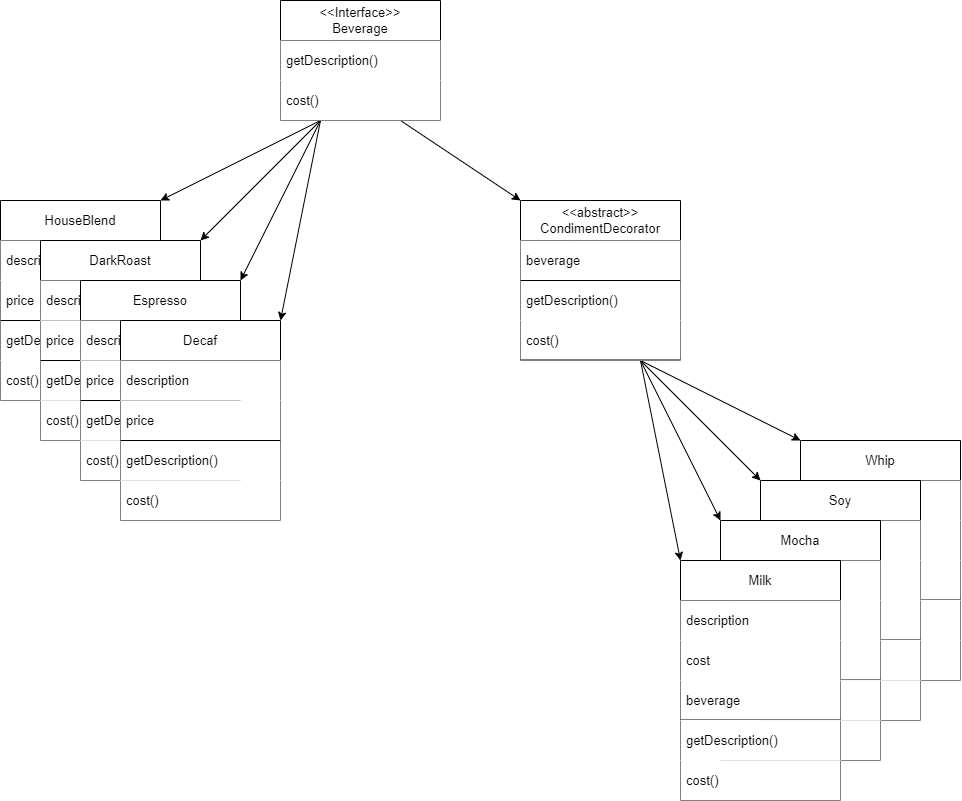 <<Interface>>
Beverage
getDescription()
cost()
HouseBlend
descri
price
getDe
cost()
DarkRoast
descri
price
getDe
cost()
Espresso
descri
price
getDe
cost()
Decaf
description
price
getDescription()
cost()
<<abstract>>
CondimentDecorator
beverage
getDescription()
cost()
Whip
Soy
Mocha
Milk
description
cost
beverage
getDescription()
cost()